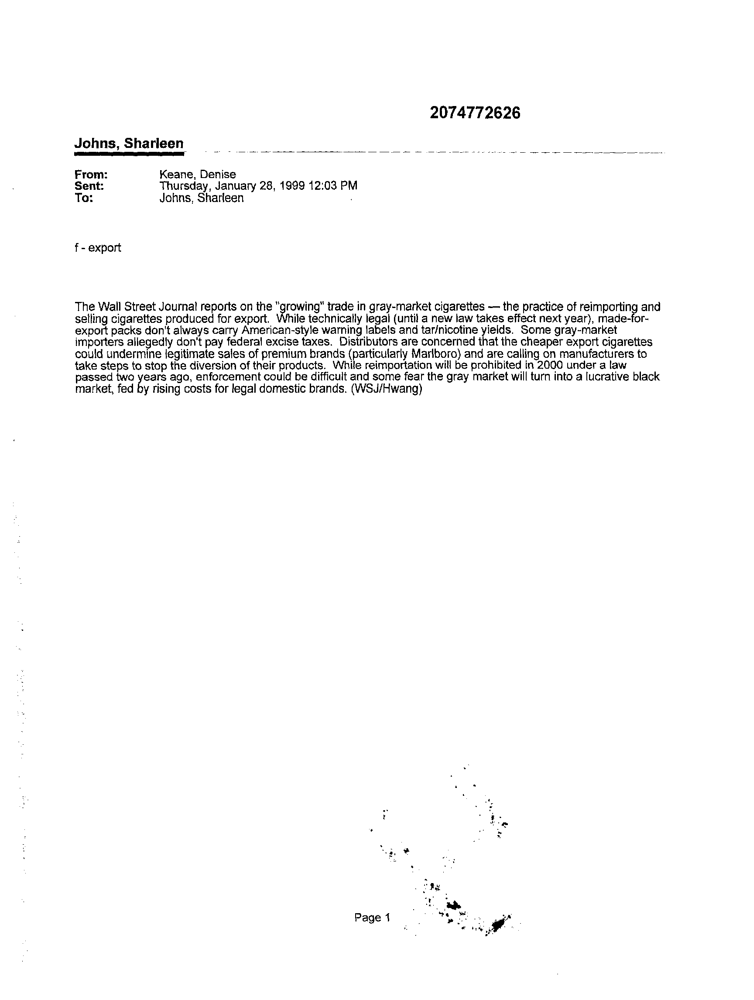 2074772626
Johns, Sharleen
From: Keane, Denise
Sent: Thursday, January 28, 1999 12:03 PM
To: Johns, Sharleen
f - export
The Wall Street Journal reports on the "growing" trade in gray-market cigarettes — the practice of reimporting and
selling cigarettes produced for export. While technically legal (until a new law takes effect next year), made-for-
export packs don't always carry American-style warning labels and tar/nicotine yields. Some gray-market
importers allegedly don't pay federal excise taxes. Distributors are concerned that the cheaper export cigarettes
could undermine legitimate sales of premium brands (particularly Marlboro) and are calling on manufacturers to
take steps to stop the diversion of their products. While reimportation will be prohibited in 2000 under a law
passed two years ago, enforcement could be difficult and some fear the gray market will turn into a lucrative black
market, fed by rising costs for legal domestic brands. (WSJ/Hwang)
Page 1